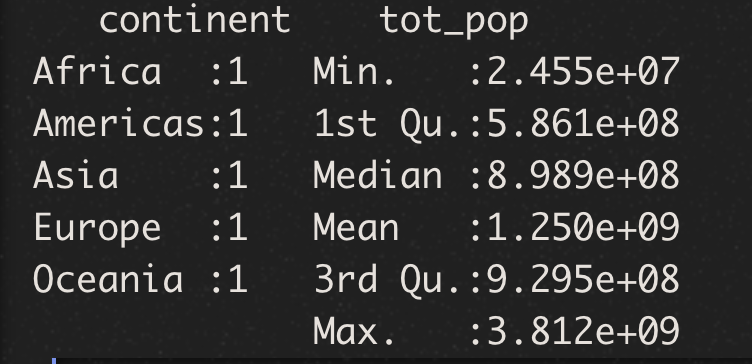 continent tot_pop
Africa :1 Min. :2.455e+07
Americas:1 1st Qu.:5.861e+08
Asia :1 Median :8.989e+08
Europe :1 Mean :1.250e+09
Oceania :1 3rd Qu.:9.295e+08
Max. :3.812e+09